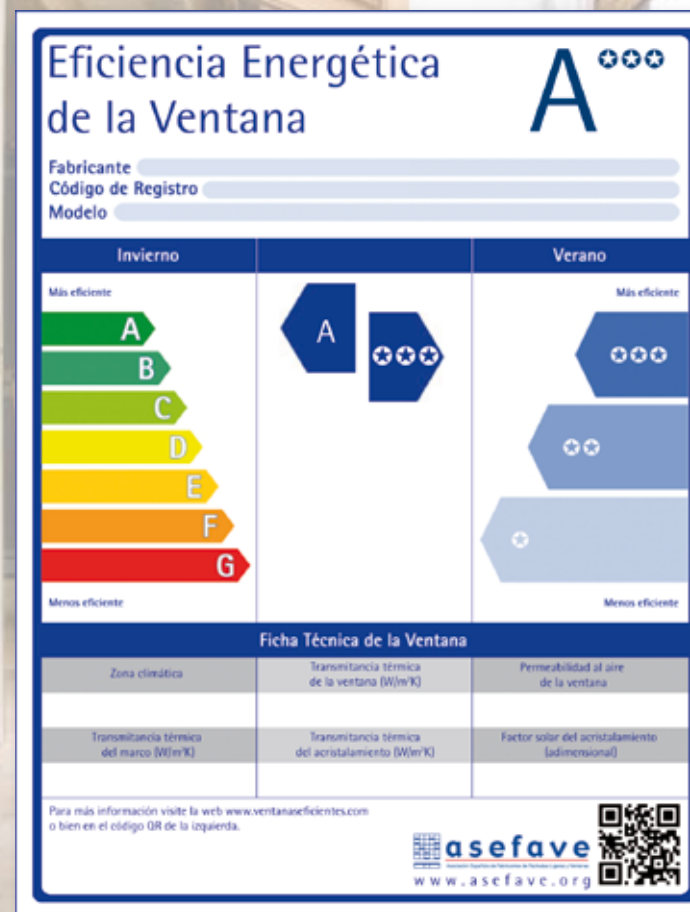 Eficiencia Energética
de la Ventana
A✪✪✪
Fabricante
Código de Registro
Modelo
Invierno
Verano
Más eficiente
Más eficiente
A
B
C
D
E
F
G
A
✪✪✪
✪✪✪
✪✪
✪
Menos eficiente
Menos eficiente
Ficha Técnica de la Ventana
Zona climática
Transmitancia térmica
de la ventana (W/m²K)
Permeabilidad al aire
de la ventana
Transmitancia térmica
del marco (W/m²K)
Transmitancia térmica
del acristalamiento (W/m²K)
Factor solar del acristalamiento
(adimensional)
Para más información visite la web www.ventanaseficientes.com
o bien en el código QR de la izquierda.
asefave
www.asefave.org